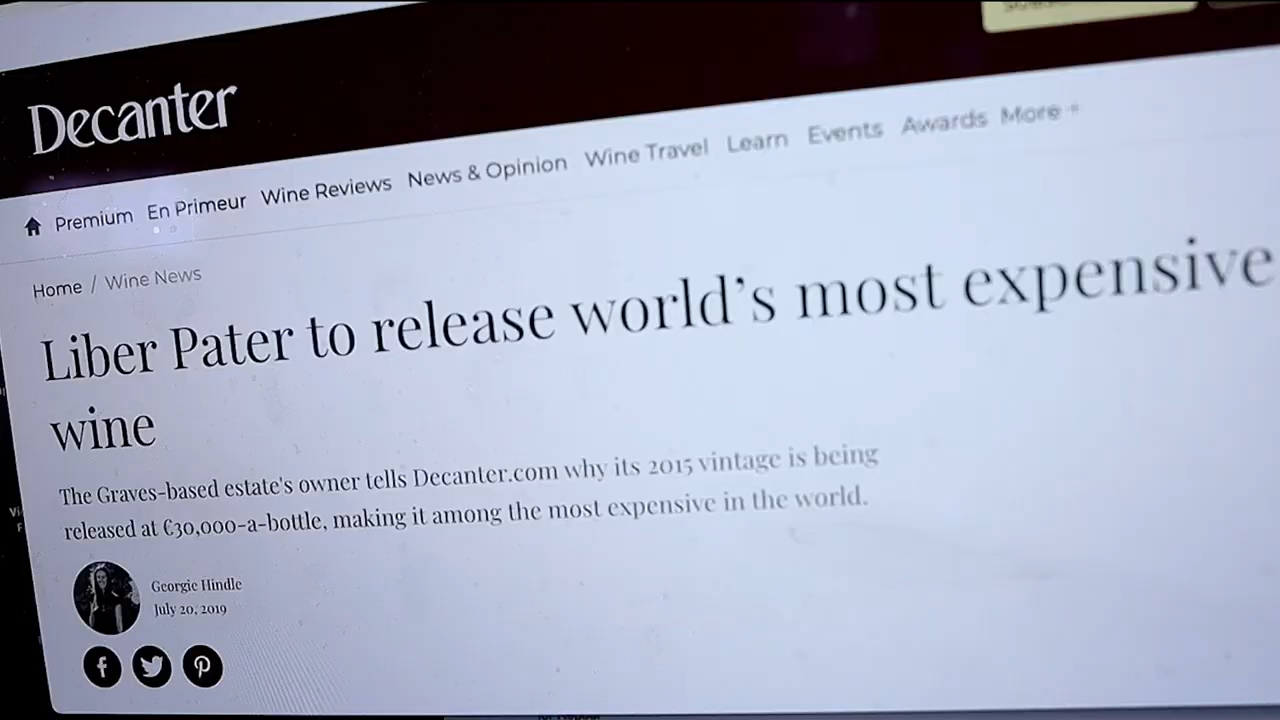 Decanter
Premium En Primeur Wine Reviews News & Opinion Wine Travel Learn Events Awards More +
Home / Wine News
Liber Pater to release world's most expensive
wine
The Graves-based estate's owner tells Decanter.com why its 2015 vintage is being
released at €30,000-a-bottle, making it among the most expensive in the world.
Georgie Hindle
July 20, 2019